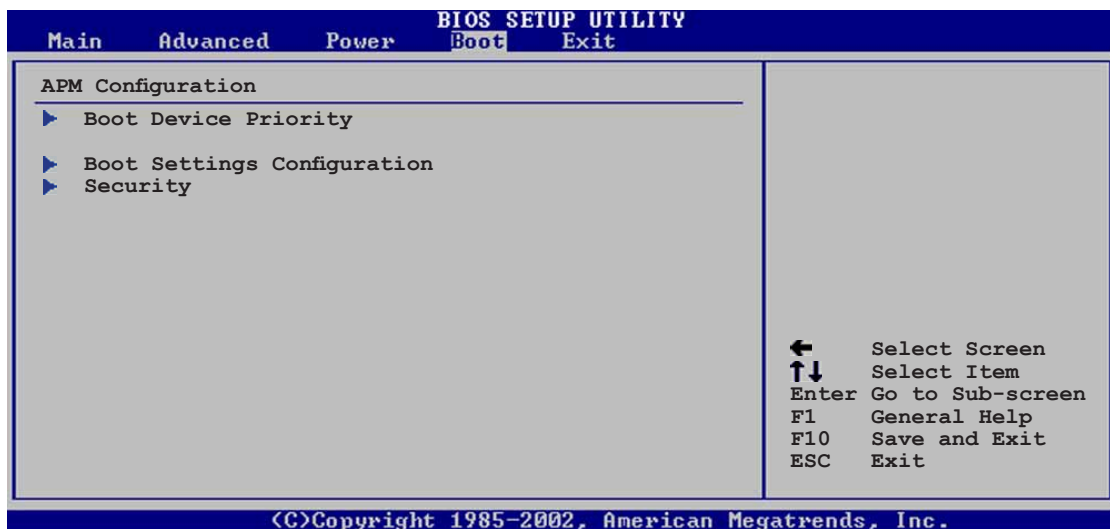 BIOS SETUP UTILITY
Main Advanced Power Boot Exit
APM Configuration
Boot Device Priority
Boot Settings Configuration
Security
← Select Screen
↑↓ Select Item
Enter Go to Sub-screen
F1 General Help
F10 Save and Exit
ESC Exit
(C)Copyright 1985-2002, American Megatrends, Inc.